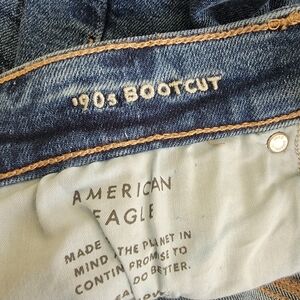 '90s BOOTCUT
AMERICAN
EAGLE
MADE THE PLANET IN
MIND
CONTIN PROMISE TO
DO BETTER.